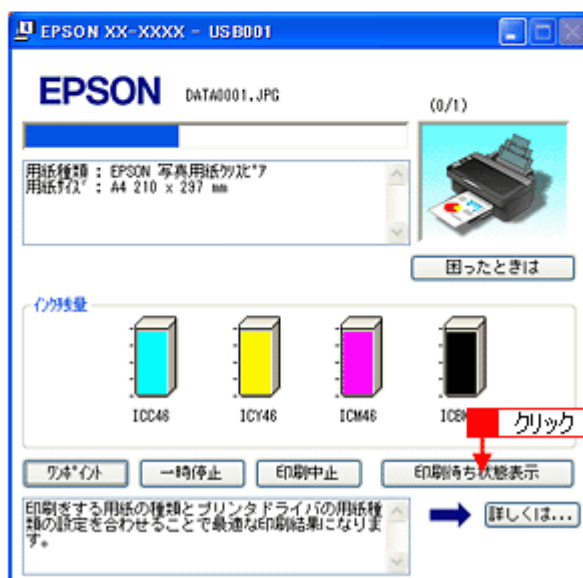 EPSON XX-XXXX - USB001
EPSON DATA0001.JPG
(0/1)
用紙種類 : EPSON 写真用紙ｸﾘｽﾋﾟｱ
用紙ｻｲｽﾞ : A4 210 x 297 mm
困ったときは
ｲﾝｸ残量
ICC46 ICY46 ICM46
クリック
ﾜﾝﾎﾟｲﾝﾄ 一時停止 印刷中止 印刷待ち状態表示
印刷をする用紙の種類とプリンタドライバの用紙種
類の設定を合わせることで最適な印刷結果になりま
す。
詳しくは...